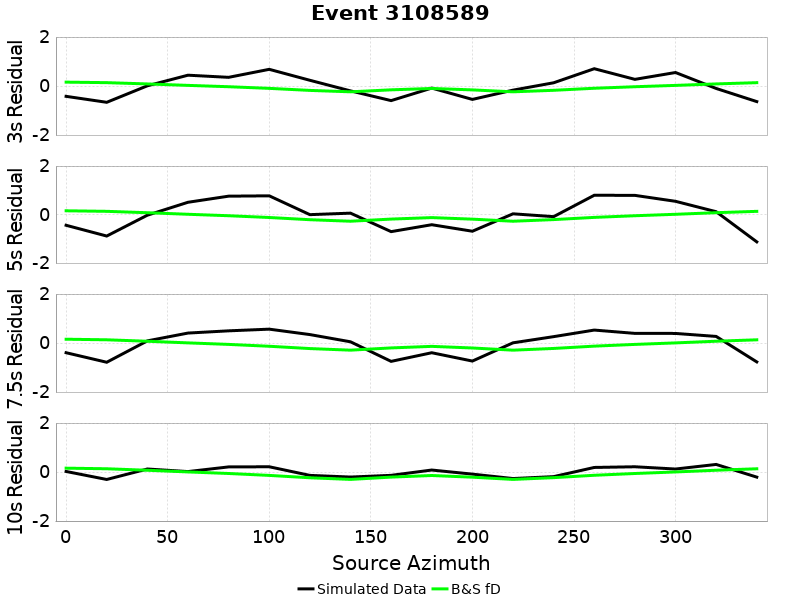 Event 3108589
3s Residual
2
0
-2
5s Residual
2
0
-2
7.5s Residual
2
0
-2
10s Residual
2
0
-2
0 50 100 150 200 250 300
Source Azimuth
Simulated Data B&S fD